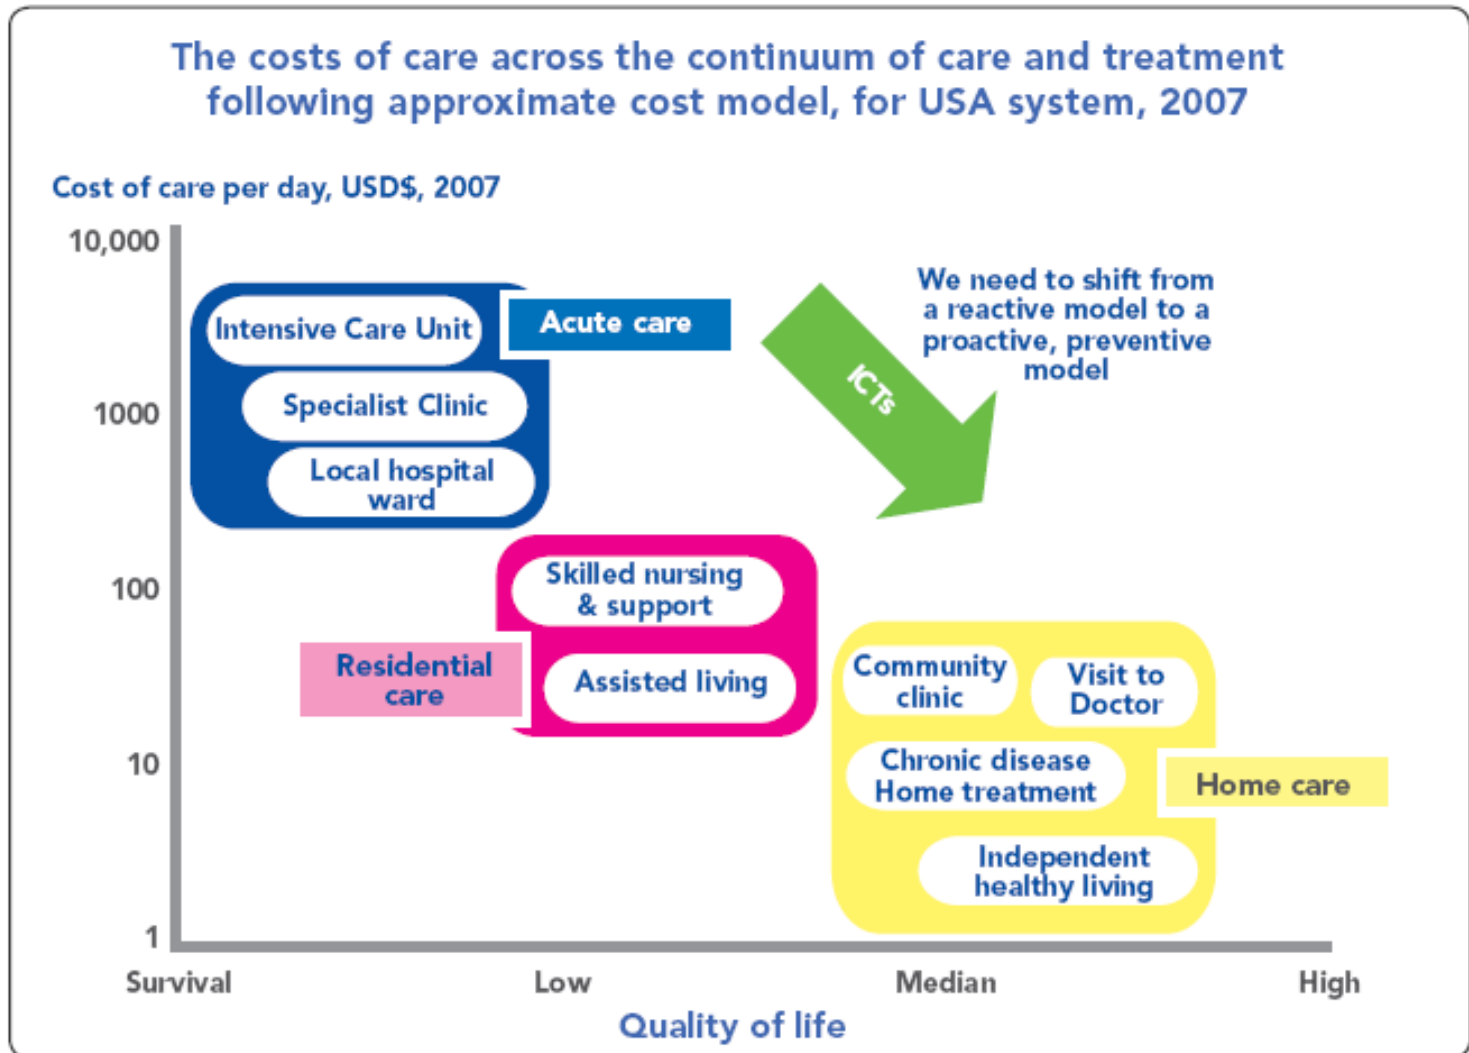 The costs of care across the continuum of care and treatment
following approximate cost model, for USA system, 2007
Cost of care per day, USD$, 2007
10,000
1000
100
10
1
Intensive Care Unit
Specialist Clinic
Local hospital
ward
Acute care
ICTs
We need to shift from
a reactive model to a
proactive, preventive
model
Skilled nursing
& support
Assisted living
Residential
care
Community
clinic
Visit to
Doctor
Chronic disease
Home treatment
Independent
healthy living
Home care
Survival
Low
Median
High
Quality of life